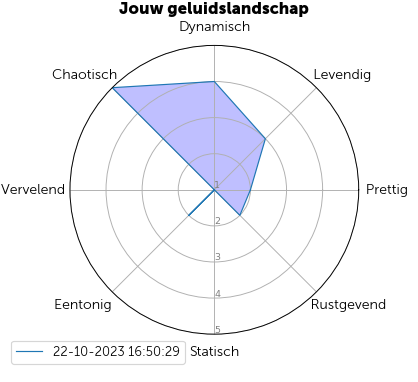 Jouw geluidslandschap
Dynamisch
Chaotisch
Levendig
Vervelend
1
Prettig
2
3
4
5
Eentonig
Rustgevend
22-10-2023 16:50:29
Statisch